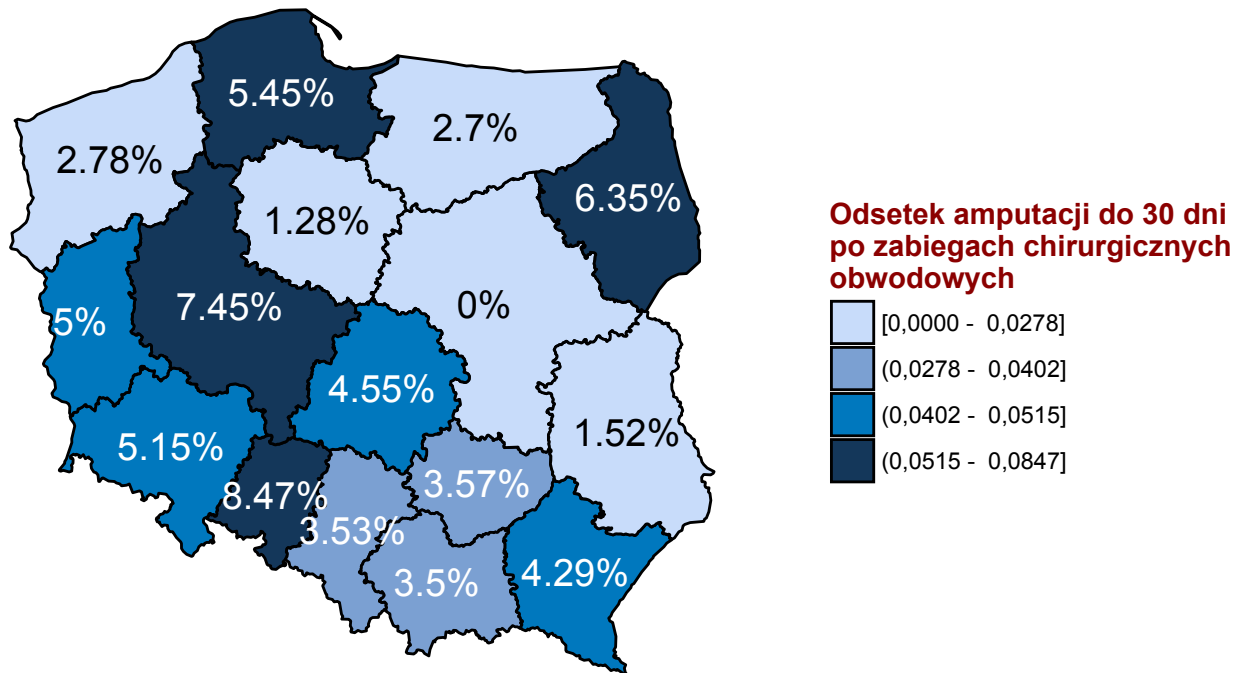 5.45%
2.7%
2.78%
6.35%
1.28%
7.45%
0%
5%
4.55%
5.15%
1.52%
8.47%
3.57%
3.53%
3.5%
4.29%
Odsetek amputacji do 30 dni
po zabiegach chirurgicznych
obwodowych
[0,0000 - 0,0278]
(0,0278 - 0,0402]
(0,0402 - 0,0515]
(0,0515 - 0,0847]